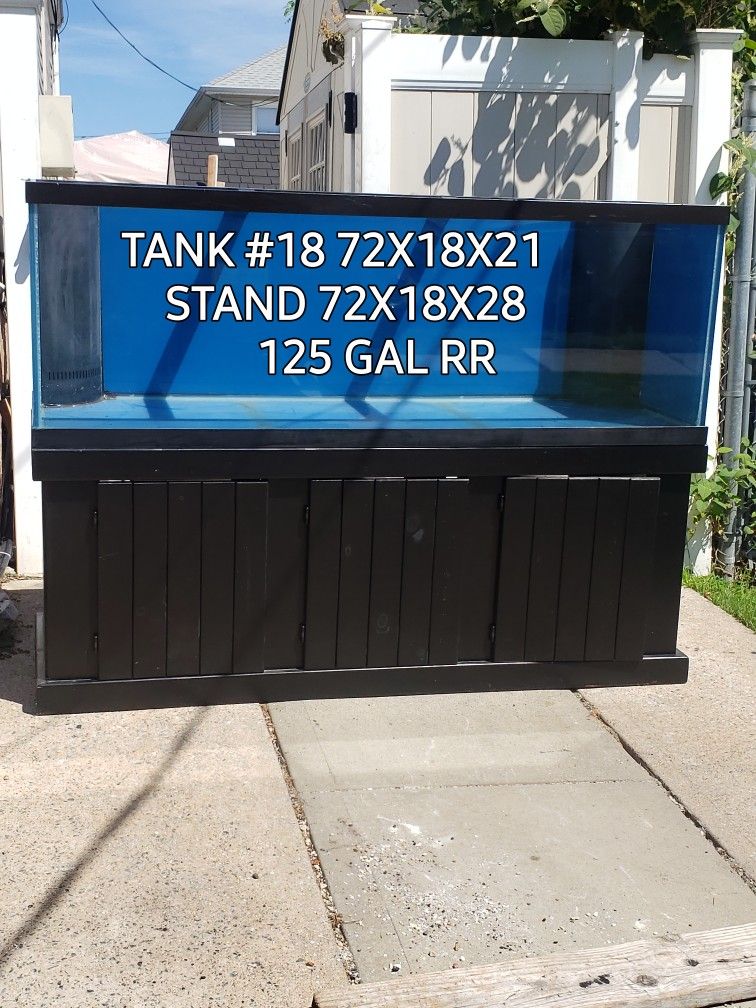 TANK #18 72X18X21
STAND 72X18X28
125 GAL RR